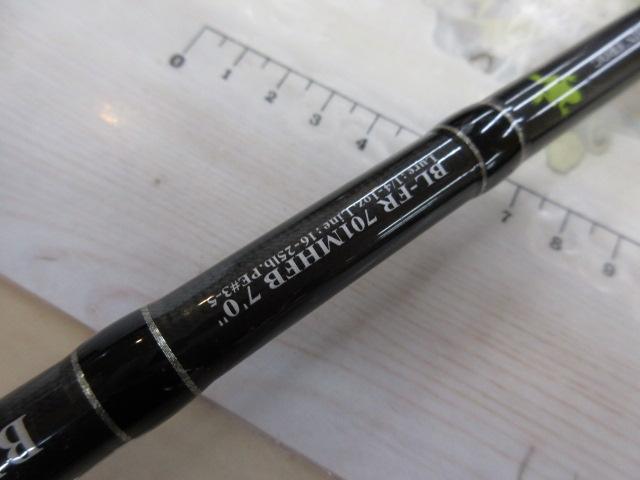 BL-FR 701MHFB 7'0"
Lure:1/4-1oz Line:16-25lb. PE#3-5
B
0 1 2 3 4 7 8 9